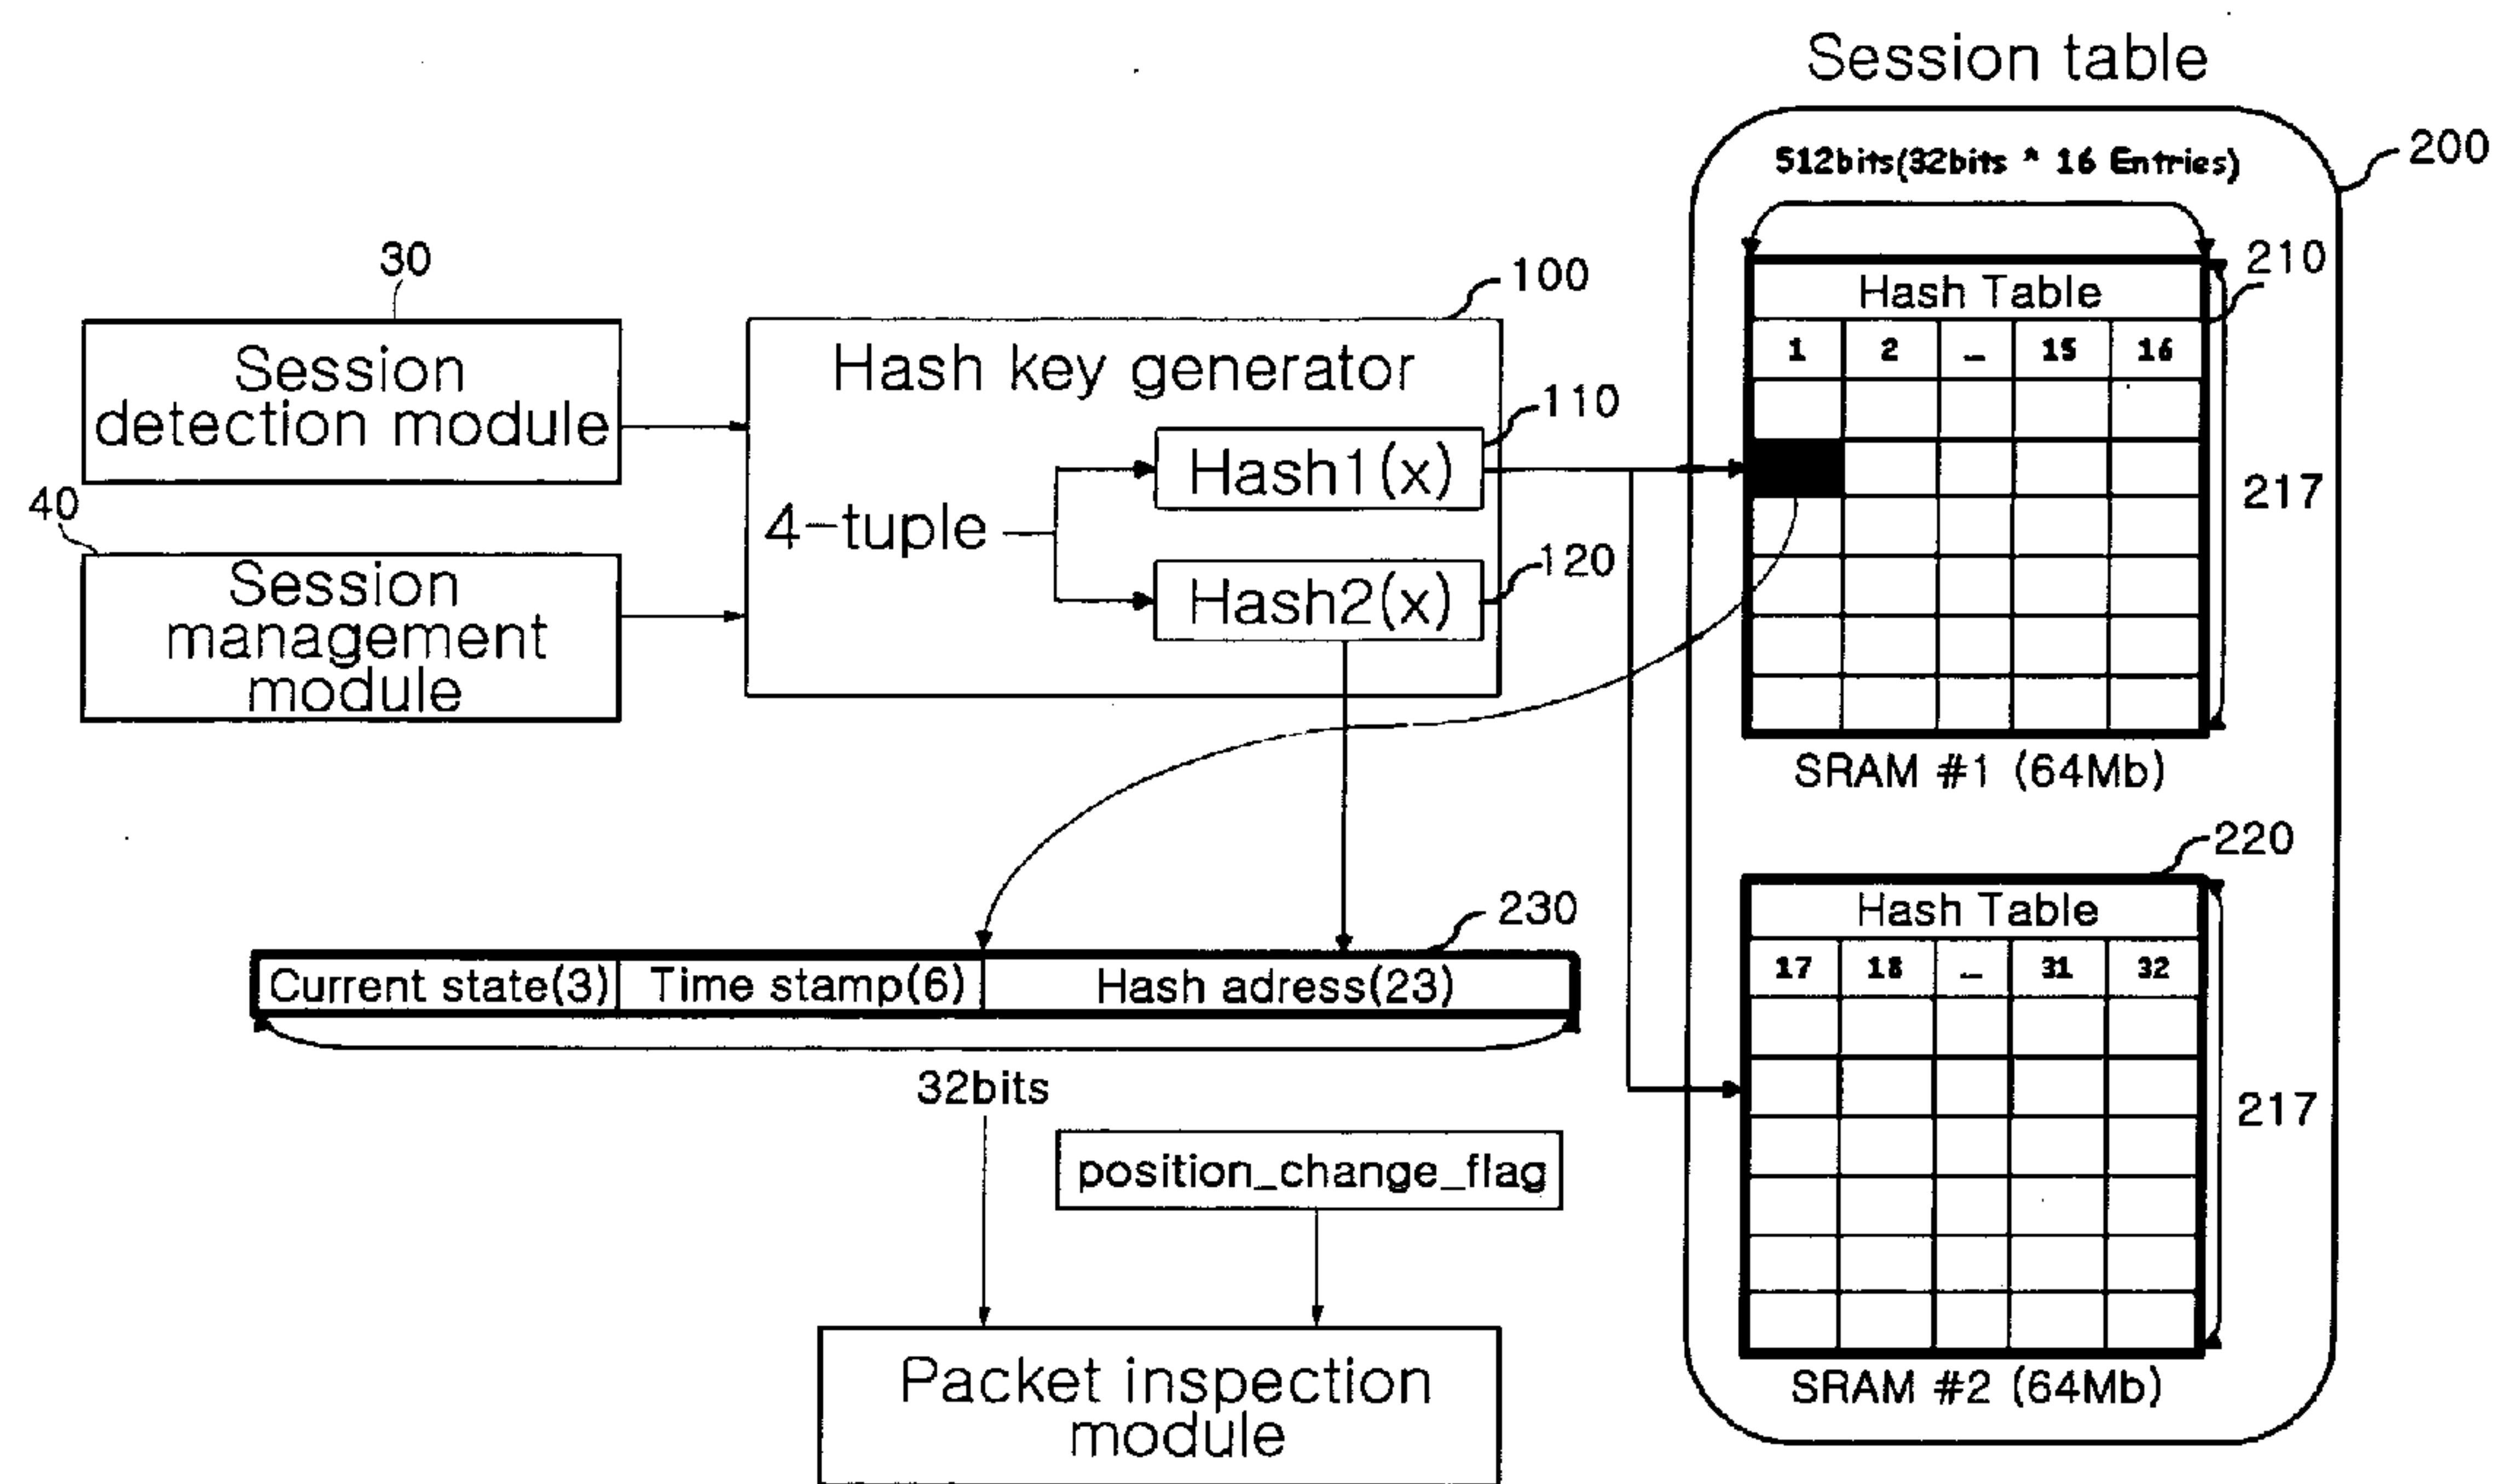 Session table
200
512bits(32bits * 16 Entries)
210
Hash Table
1 2 … 15 16
217
SRAM #1 (64Mb)
220
Hash Table
17 18 … 31 32
217
SRAM #2 (64Mb)
30
Session
detection module
40
Session
management
module
100
Hash key generator
110
Hash1(x)
4-tuple
120
Hash2(x)
230
Current state(3) Time stamp(6) Hash adress(23)
32bits
position_change_flag
Packet inspection
module